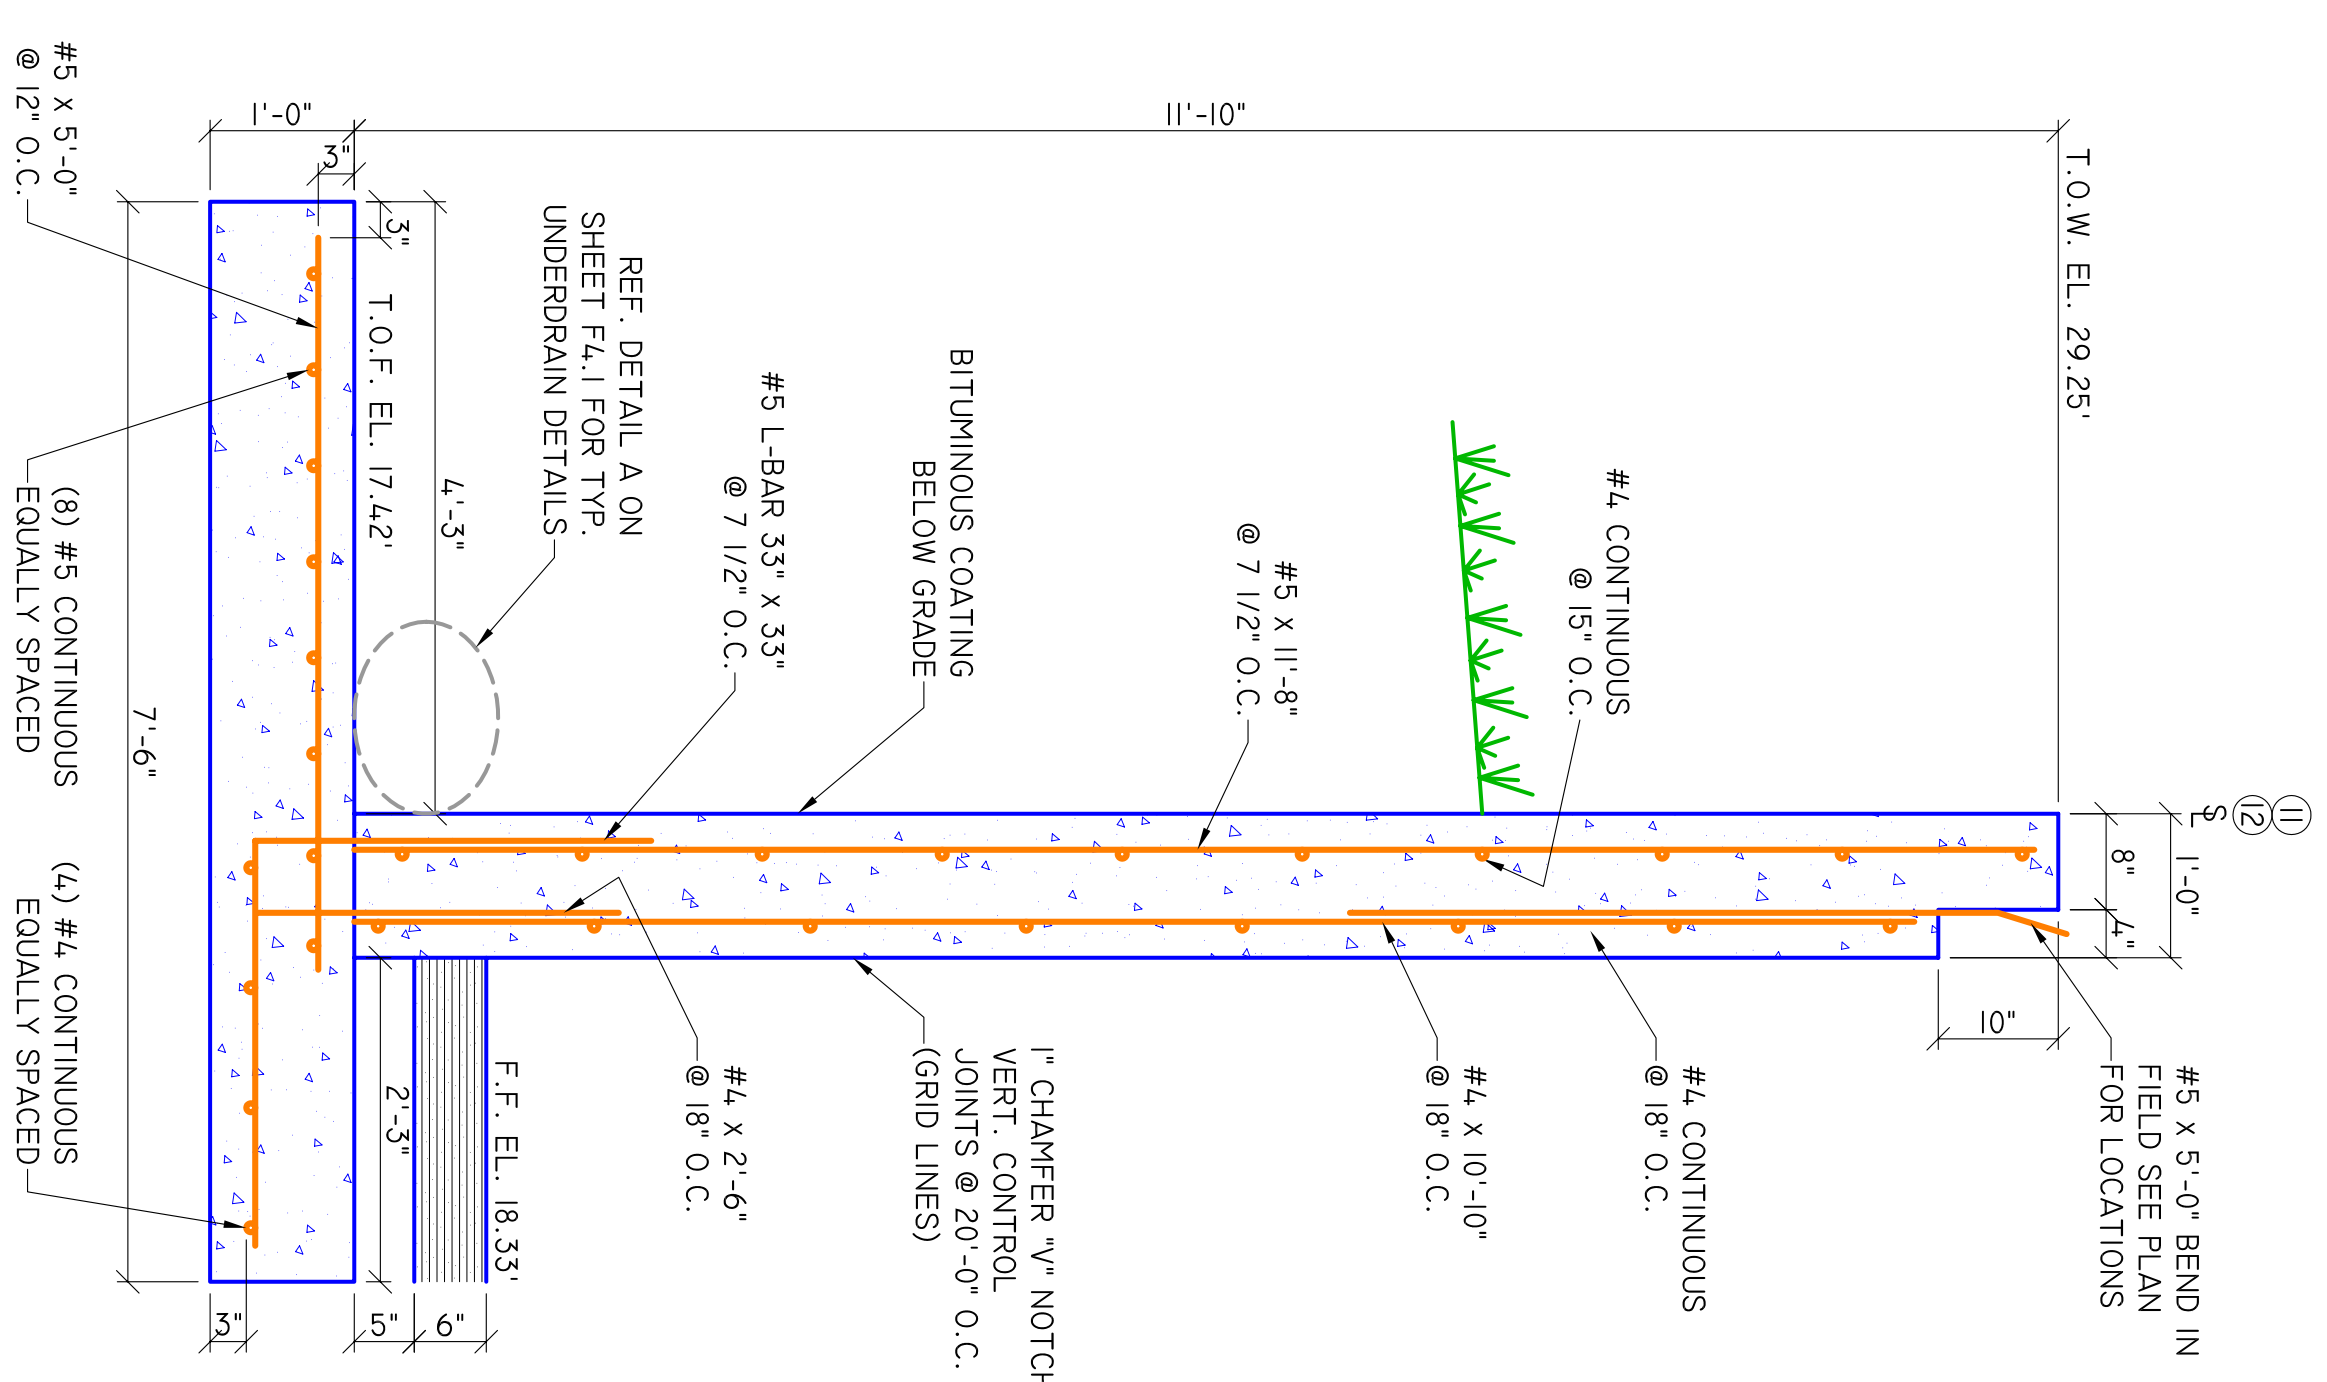 11
12
S
L
1'-0"
8"
4"
T.O.W. EL. 29.25'
10"
#5 x 5'-0" BEND IN
FIELD SEE PLAN
FOR LOCATIONS
11'-10"
#4 CONTINUOUS
@ 15" O.C.
#4 CONTINUOUS
@ 18" O.C.
#5 x 11'-8"
@ 7 1/2" O.C.
#4 x 10'-10"
@ 18" O.C.
BITUMINOUS COATING
BELOW GRADE
1" CHAMFER "V" NOTCH
VERT. CONTROL
JOINTS @ 20'-0" O.C.
(GRID LINES)
#5 L-BAR 33" x 33"
@ 7 1/2" O.C.
#4 x 2'-6"
@ 18" O.C.
REF. DETAIL A ON
SHEET F4.1 FOR TYP.
UNDERDRAIN DETAILS
F.F. EL. 18.33'
6"
5"
4'-3"
T.O.F. EL. 17.42'
3"
2'-3"
3"
1'-0"
3"
7'-6"
#5 x 5'-0"
@ 12" O.C.
(8) #5 CONTINUOUS
EQUALLY SPACED
(4) #4 CONTINUOUS
EQUALLY SPACED